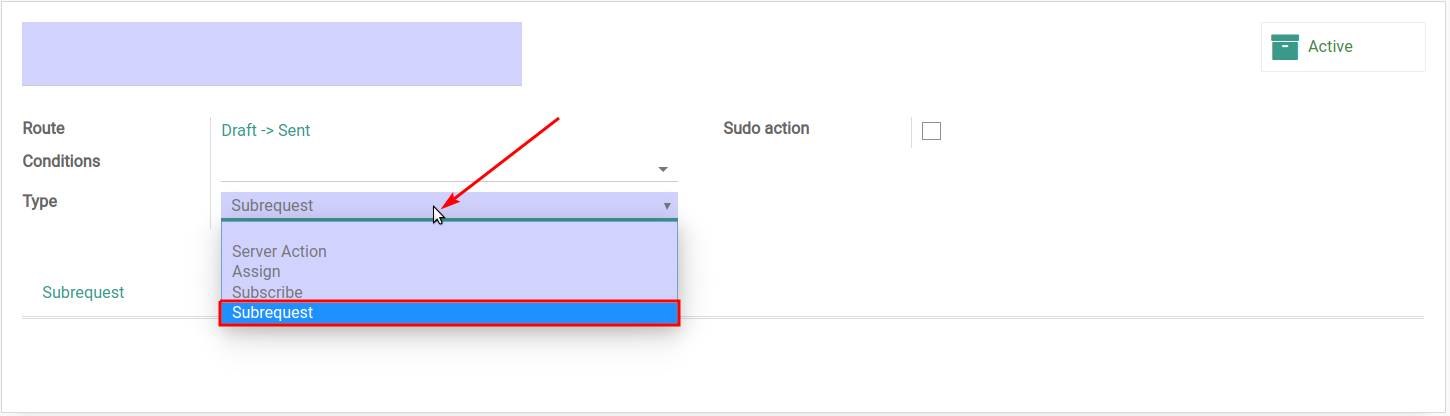 Active
Route
Draft -> Sent
Sudo action
Conditions
Type
Subrequest
Server Action
Assign
Subscribe
Subrequest
Subrequest